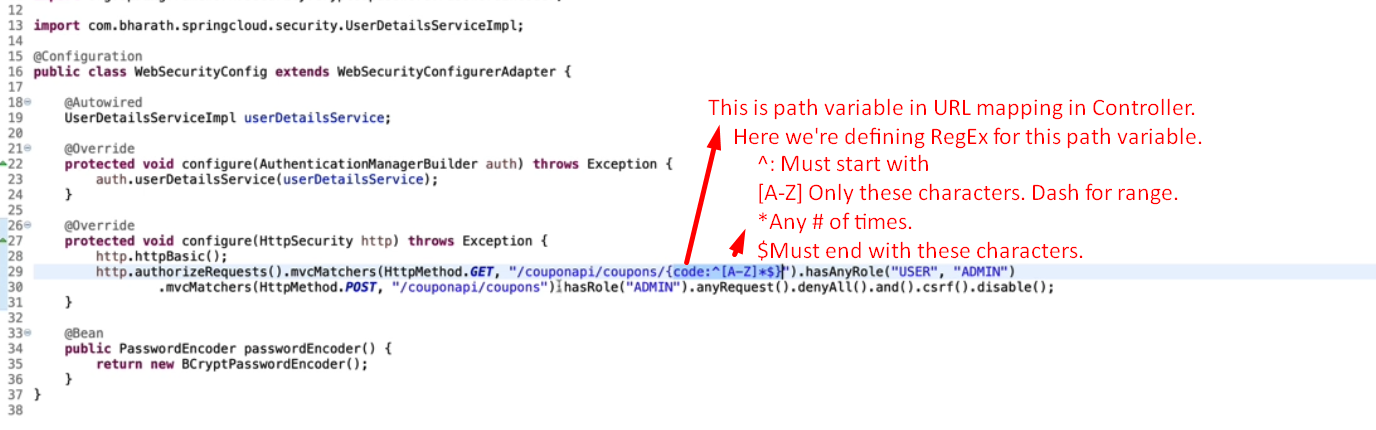 12
13 import com.bharath.springcloud.security.UserDetailsServiceImpl;
14
15 @Configuration
16 public class WebSecurityConfig extends WebSecurityConfigurerAdapter {
17
18 @Autowired
19 UserDetailsServiceImpl userDetailsService;
20
21 @Override
22 protected void configure(AuthenticationManagerBuilder auth) throws Exception {
23 auth.userDetailsService(userDetailsService);
24 }
25
26 @Override
27 protected void configure(HttpSecurity http) throws Exception {
28 http.httpBasic();
29 http.authorizeRequests().mvcMatchers(HttpMethod.GET, "/couponapi/coupons/{code:^[A-Z]*$}").hasAnyRole("USER", "ADMIN")
30 .mvcMatchers(HttpMethod.POST, "/couponapi/coupons").hasRole("ADMIN").anyRequest().denyAll().and().csrf().disable();
31 }
32
33 @Bean
34 public PasswordEncoder passwordEncoder() {
35 return new BCryptPasswordEncoder();
36 }
37 }
38
This is path variable in URL mapping in Controller.
Here we're defining RegEx for this path variable.
^: Must start with
[A-Z] Only these characters. Dash for range.
*Any # of times.
$Must end with these characters.